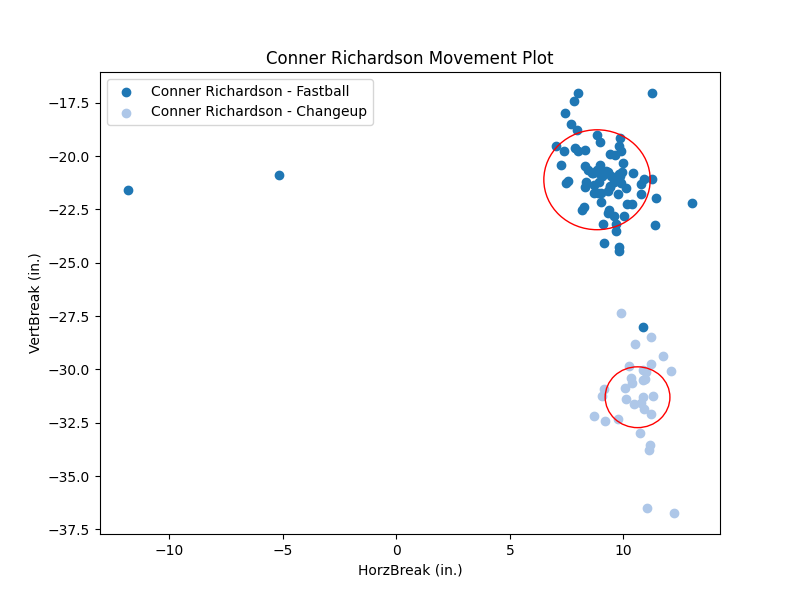 Conner Richardson Movement Plot
Conner Richardson - Fastball
Conner Richardson - Changeup
VertBreak (in.)
−17.5
−20.0
−22.5
−25.0
−27.5
−30.0
−32.5
−35.0
−37.5
−10
−5
0
5
10
HorzBreak (in.)